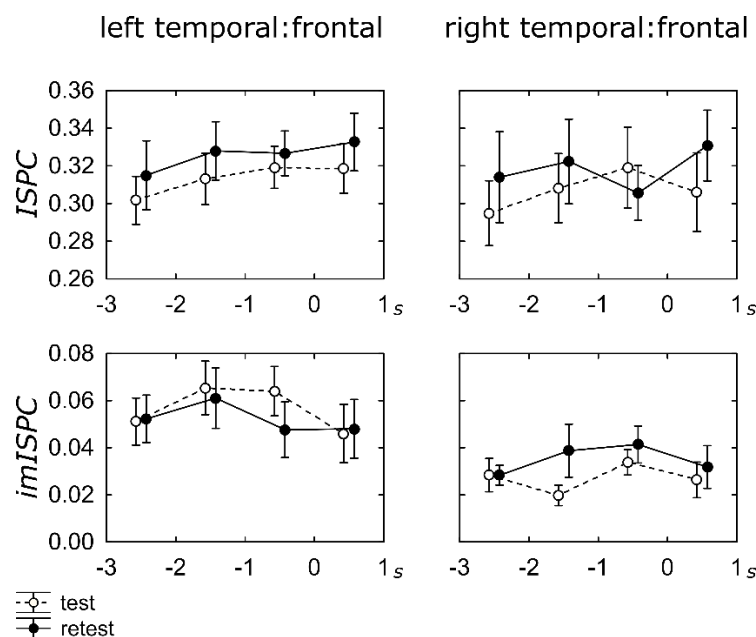 left temporal:frontal right temporal:frontal
ISPC
0.36
0.34
0.32
0.30
0.28
0.26
-3 -2 -1 0 1 s -3 -2 -1 0 1 s
imISPC
0.08
0.06
0.04
0.02
0.00
-3 -2 -1 0 1 s -3 -2 -1 0 1 s
test
retest